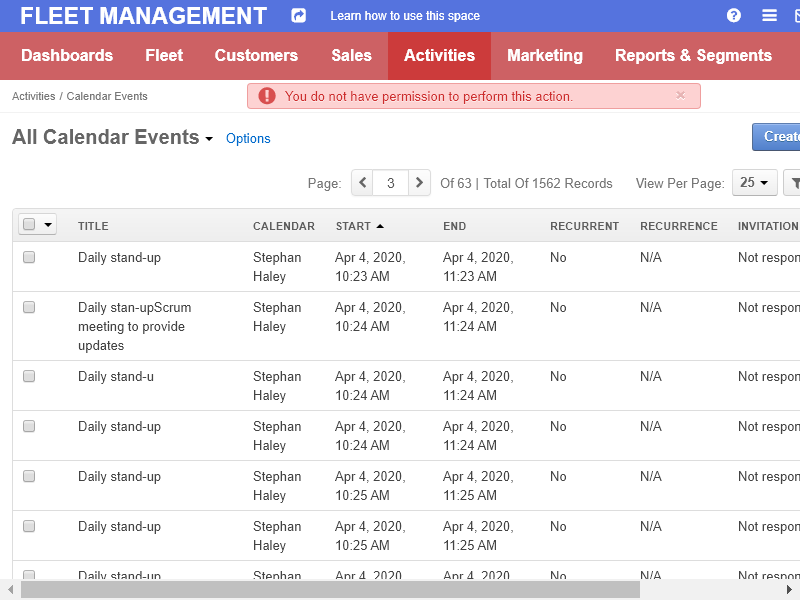 FLEET MANAGEMENT Learn how to use this space
Dashboards Fleet Customers Sales Activities Marketing Reports & Segments
Activities / Calendar Events
You do not have permission to perform this action.
All Calendar Events Options
Create
Page: 3 Of 63 | Total Of 1562 Records View Per Page: 25
TITLE CALENDAR START END RECURRENT RECURRENCE INVITATION
Daily stand-up Stephan Apr 4, 2020, Apr 4, 2020, No N/A Not respon
Haley 10:23 AM 11:23 AM
Daily stan-upScrum Stephan Apr 4, 2020, Apr 4, 2020, No N/A Not respon
meeting to provide Haley 10:24 AM 11:24 AM
updates
Daily stand-u Stephan Apr 4, 2020, Apr 4, 2020, No N/A Not respon
Haley 10:24 AM 11:24 AM
Daily stand-up Stephan Apr 4, 2020, Apr 4, 2020, No N/A Not respon
Haley 10:24 AM 11:24 AM
Daily stand-up Stephan Apr 4, 2020, Apr 4, 2020, No N/A Not respon
Haley 10:25 AM 11:25 AM
Daily stand-up Stephan Apr 4, 2020, Apr 4, 2020, No N/A Not respon
Haley 10:25 AM 11:25 AM
Daily stand-up Stephan Apr 4, 2020, Apr 4, 2020, No N/A Not respon